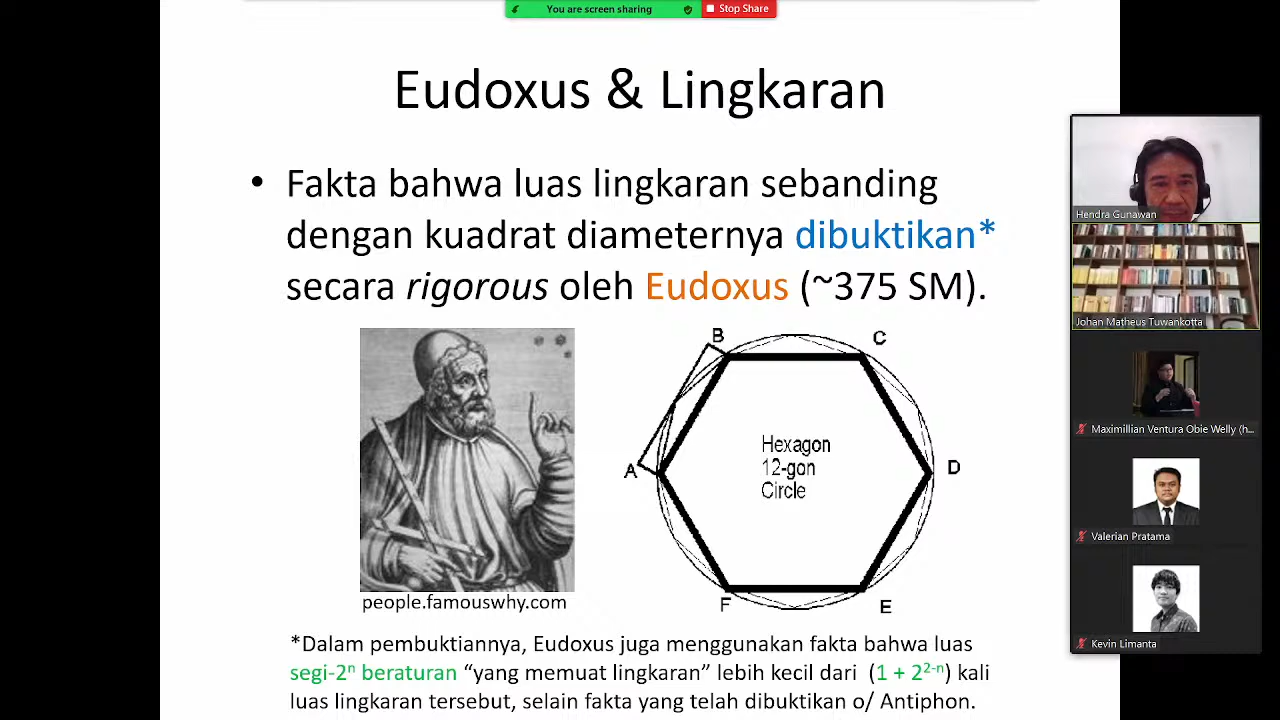 You are screen sharing
Stop Share
Eudoxus & Lingkaran
• Fakta bahwa luas lingkaran sebanding
dengan kuadrat diameternya dibuktikan*
secara rigorous oleh Eudoxus (~375 SM).
B
C
A
D
F
E
Hexagon
12-gon
Circle
people.famouswhy.com
*Dalam pembuktiannya, Eudoxus juga menggunakan fakta bahwa luas
segi-2ⁿ beraturan “yang memuat lingkaran” lebih kecil dari (1 + 2²⁻ⁿ) kali
luas lingkaran tersebut, selain fakta yang telah dibuktikan o/ Antiphon.
Hendra Gunawan
Johan Matheus Tuwankotta
Maximillian Ventura Obie Welly (h...
Valerian Pratama
Kevin Limanta